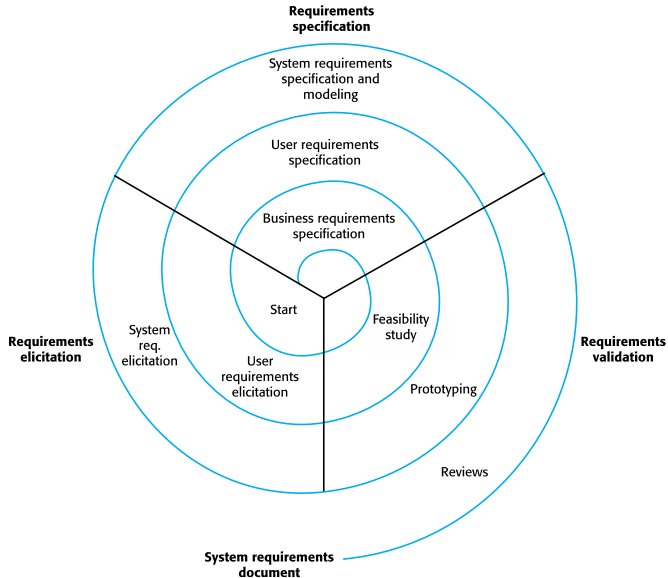 Requirements
specification
System requirements
specification and
modeling
User requirements
specification
Business requirements
specification
Start
Feasibility
study
System
req.
elicitation
User
requirements
elicitation
Requirements
elicitation
Requirements
validation
Prototyping
Reviews
System requirements
document